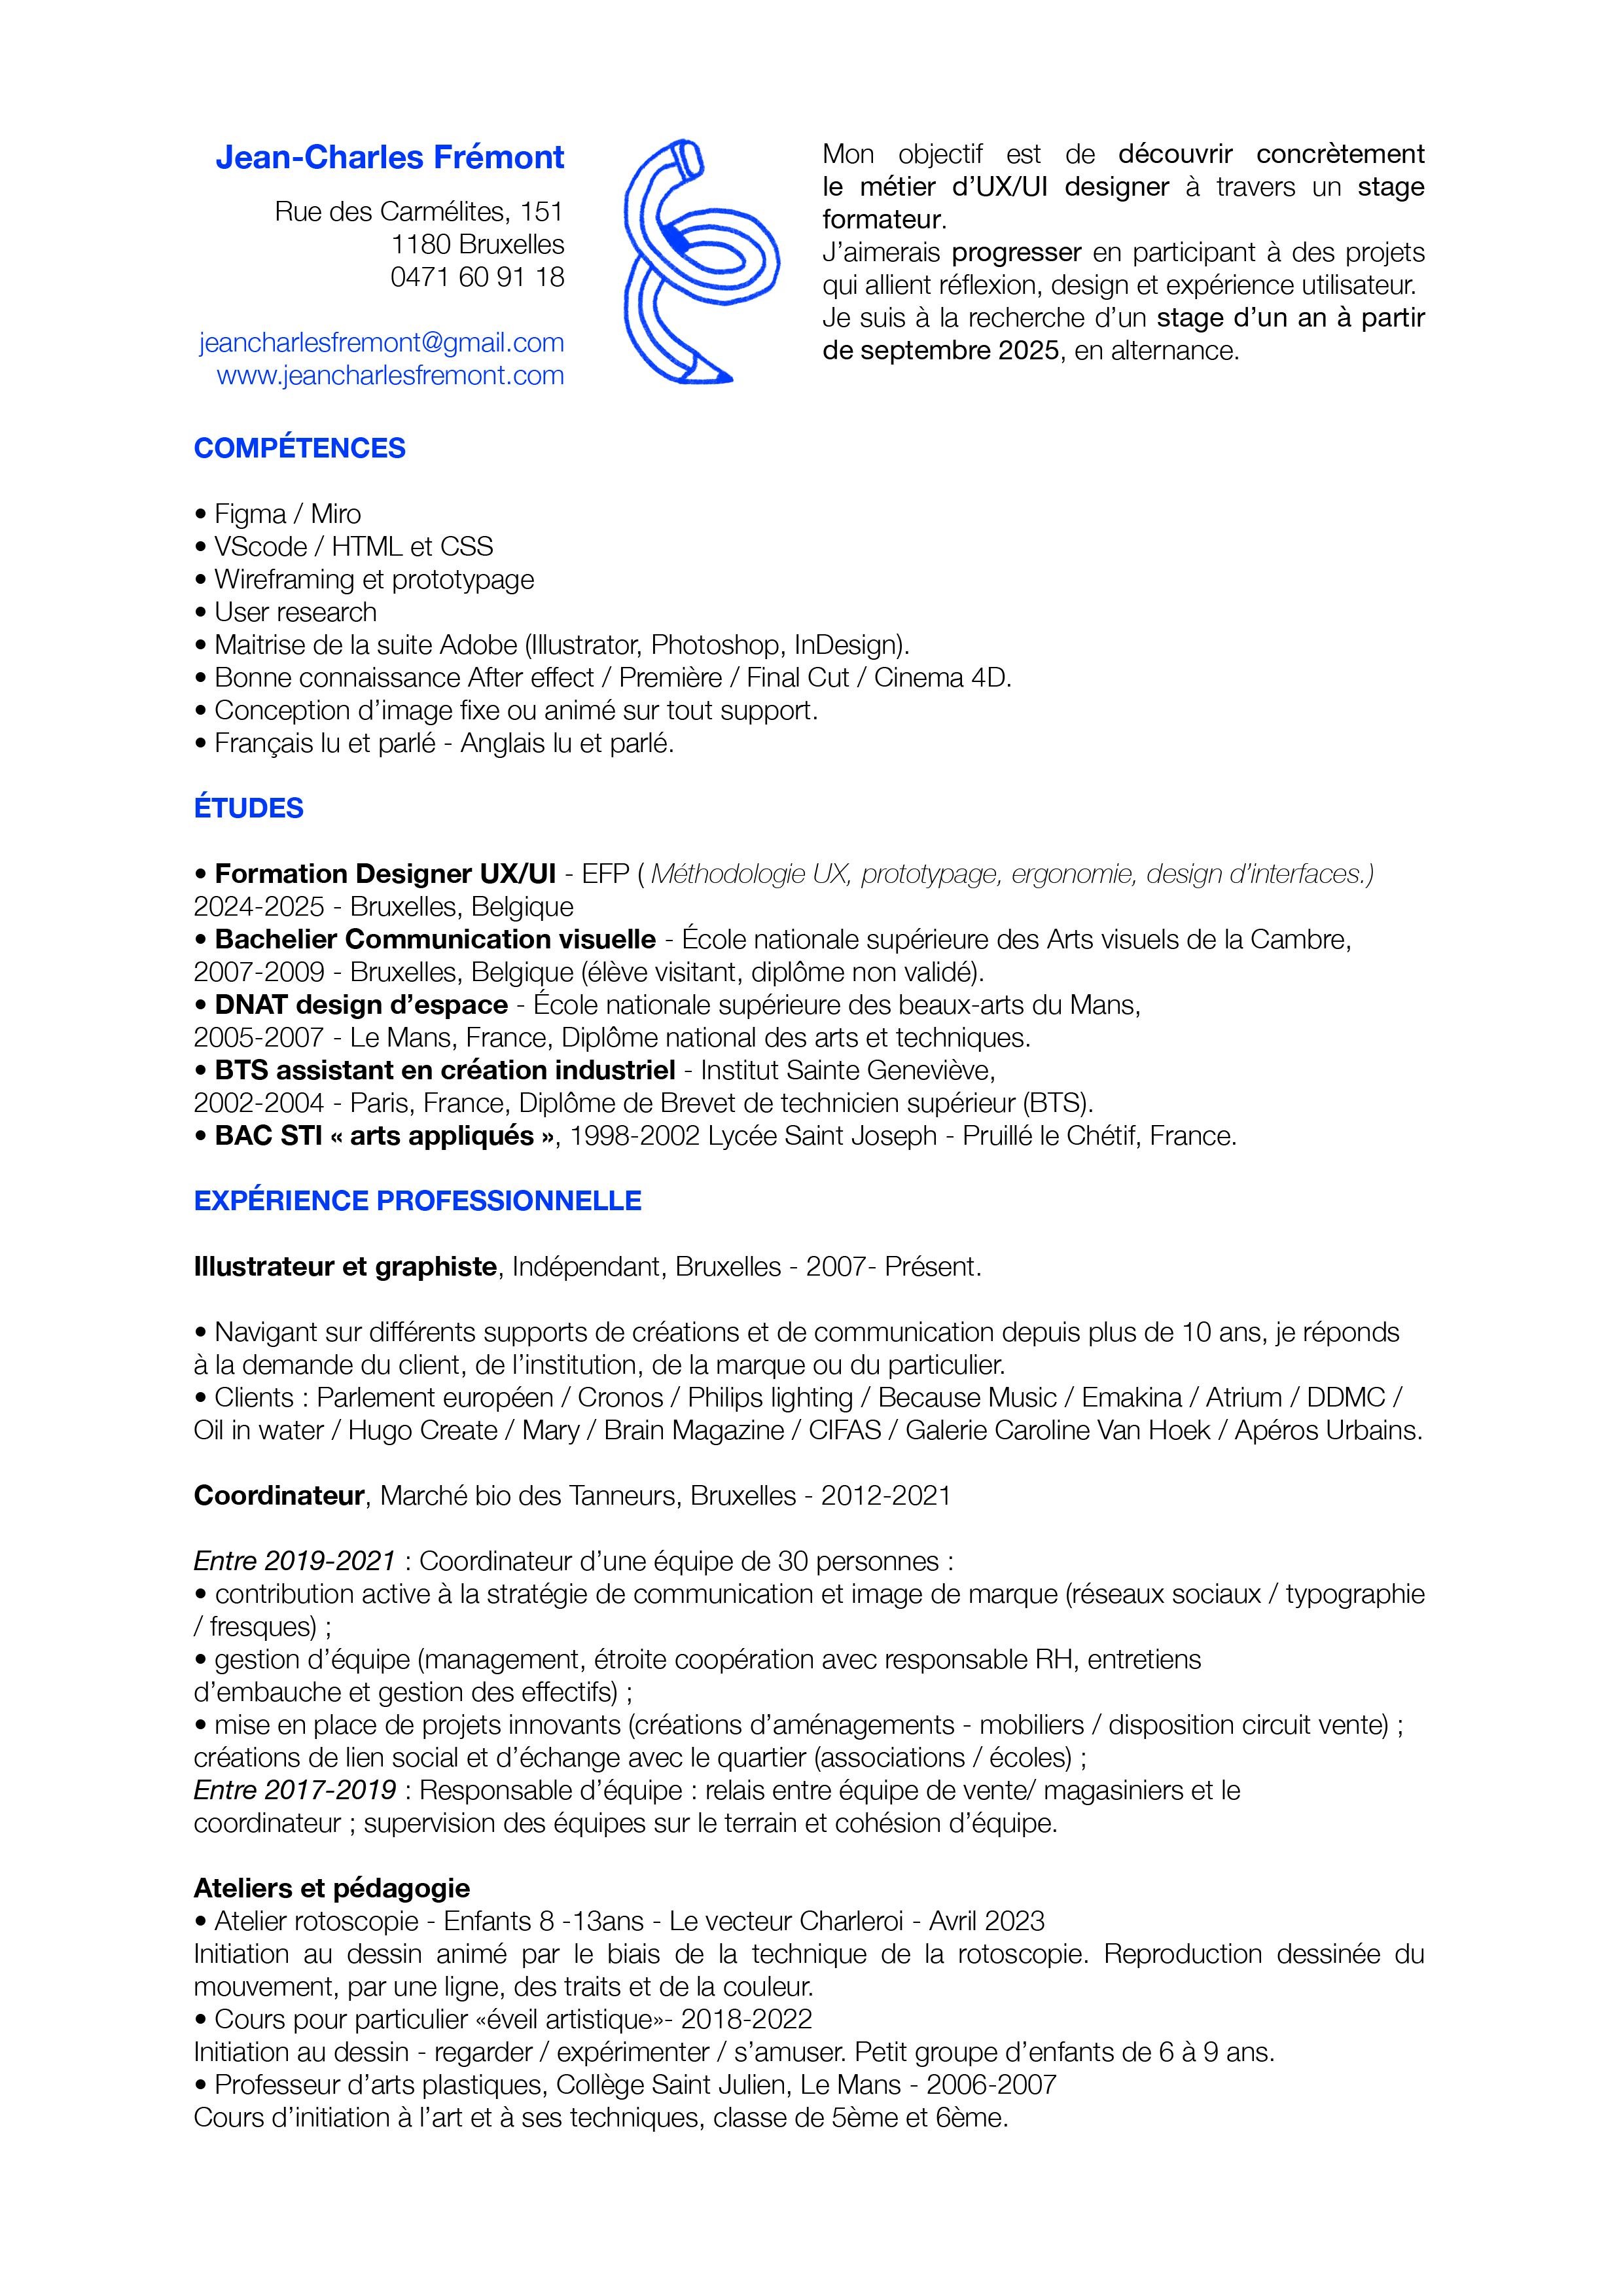 Jean-Charles Frémont
Rue des Carmélites, 151
1180 Bruxelles
0471 60 91 18
jeancharlesfremont@gmail.com
www.jeancharlesfremont.com
Mon objectif est de découvrir concrètement
le métier d’UX/UI designer à travers un stage
formateur.
J’aimerais progresser en participant à des projets
qui allient réflexion, design et expérience utilisateur.
Je suis à la recherche d’un stage d’un an à partir
de septembre 2025, en alternance.
COMPÉTENCES
• Figma / Miro
• VScode / HTML et CSS
• Wireframing et prototypage
• User research
• Maitrise de la suite Adobe (Illustrator, Photoshop, InDesign).
• Bonne connaissance After effect / Première / Final Cut / Cinema 4D.
• Conception d’image fixe ou animé sur tout support.
• Français lu et parlé - Anglais lu et parlé.
ÉTUDES
• Formation Designer UX/UI - EFP ( Méthodologie UX, prototypage, ergonomie, design d’interfaces.)
2024-2025 - Bruxelles, Belgique
• Bachelier Communication visuelle - École nationale supérieure des Arts visuels de la Cambre,
2007-2009 - Bruxelles, Belgique (élève visitant, diplôme non validé).
• DNAT design d’espace - École nationale supérieure des beaux-arts du Mans,
2005-2007 - Le Mans, France, Diplôme national des arts et techniques.
• BTS assistant en création industriel - Institut Sainte Geneviève,
2002-2004 - Paris, France, Diplôme de Brevet de technicien supérieur (BTS).
• BAC STI « arts appliqués », 1998-2002 Lycée Saint Joseph - Pruillé le Chétif, France.
EXPÉRIENCE PROFESSIONNELLE
Illustrateur et graphiste, Indépendant, Bruxelles - 2007- Présent.
• Navigant sur différents supports de créations et de communication depuis plus de 10 ans, je réponds
à la demande du client, de l’institution, de la marque ou du particulier.
• Clients : Parlement européen / Cronos / Philips lighting / Because Music / Emakina / Atrium / DDMC /
Oil in water / Hugo Create / Mary / Brain Magazine / CIFAS / Galerie Caroline Van Hoek / Apéros Urbains.
Coordinateur, Marché bio des Tanneurs, Bruxelles - 2012-2021
Entre 2019-2021 : Coordinateur d’une équipe de 30 personnes :
• contribution active à la stratégie de communication et image de marque (réseaux sociaux / typographie
/ fresques) ;
• gestion d’équipe (management, étroite coopération avec responsable RH, entretiens
d’embauche et gestion des effectifs) ;
• mise en place de projets innovants (créations d’aménagements - mobiliers / disposition circuit vente) ;
créations de lien social et d’échange avec le quartier (associations / écoles) ;
Entre 2017-2019 : Responsable d’équipe : relais entre équipe de vente/ magasiniers et le
coordinateur ; supervision des équipes sur le terrain et cohésion d’équipe.
Ateliers et pédagogie
• Atelier rotoscopie - Enfants 8 -13ans - Le vecteur Charleroi - Avril 2023
Initiation au dessin animé par le biais de la technique de la rotoscopie. Reproduction dessinée du
mouvement, par une ligne, des traits et de la couleur.
• Cours pour particulier «éveil artistique»- 2018-2022
Initiation au dessin - regarder / expérimenter / s’amuser. Petit groupe d’enfants de 6 à 9 ans.
• Professeur d’arts plastiques, Collège Saint Julien, Le Mans - 2006-2007
Cours d’initiation à l’art et à ses techniques, classe de 5ème et 6ème.